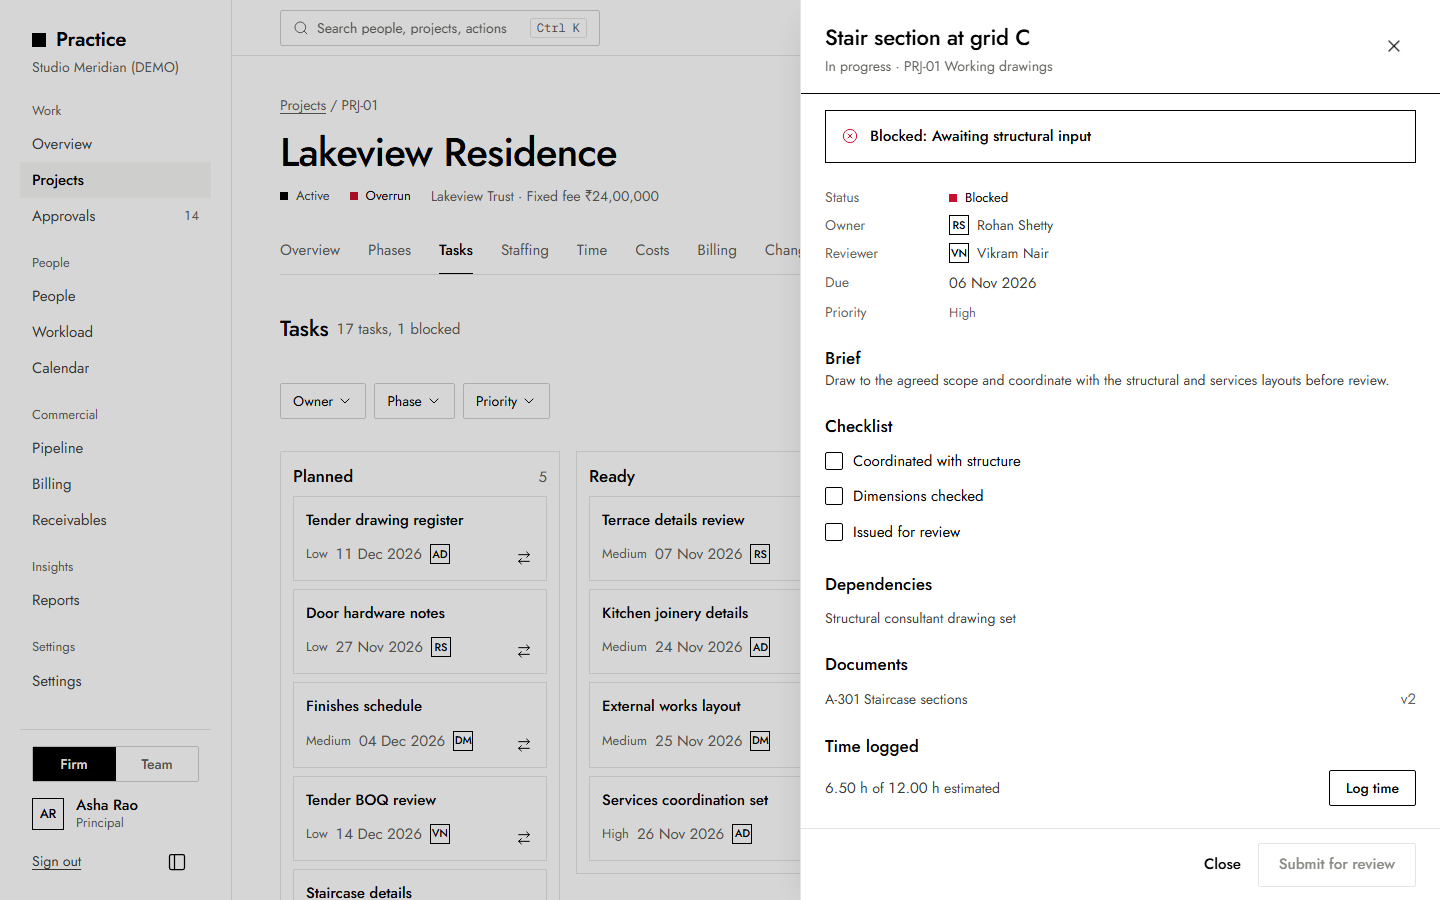 Practice
Studio Meridian (DEMO)
Work
Overview
Projects
Approvals 14
People
People
Workload
Calendar
Commercial
Pipeline
Billing
Receivables
Insights
Reports
Settings
Settings
Firm Team
AR Asha Rao
Principal
Sign out
Search people, projects, actions Ctrl K
Projects / PRJ-01
Lakeview Residence
Active Overrun Lakeview Trust · Fixed fee ₹24,00,000
Overview Phases Tasks Staffing Time Costs Billing Chang
Tasks 17 tasks, 1 blocked
Owner Phase Priority
Planned 5
Tender drawing register
Low 11 Dec 2026 AD
Door hardware notes
Low 27 Nov 2026 RS
Finishes schedule
Medium 04 Dec 2026 DM
Tender BOQ review
Low 14 Dec 2026 VN
Staircase details
Ready
Terrace details review
Medium 07 Nov 2026 RS
Kitchen joinery details
Medium 24 Nov 2026 AD
External works layout
Medium 25 Nov 2026 DM
Services coordination set
High 26 Nov 2026 AD
Stair section at grid C
In progress · PRJ-01 Working drawings
Blocked: Awaiting structural input
Status Blocked
Owner RS Rohan Shetty
Reviewer VN Vikram Nair
Due 06 Nov 2026
Priority High
Brief
Draw to the agreed scope and coordinate with the structural and services layouts before review.
Checklist
Coordinated with structure
Dimensions checked
Issued for review
Dependencies
Structural consultant drawing set
Documents
A-301 Staircase sections v2
Time logged
6.50 h of 12.00 h estimated Log time
Close Submit for review